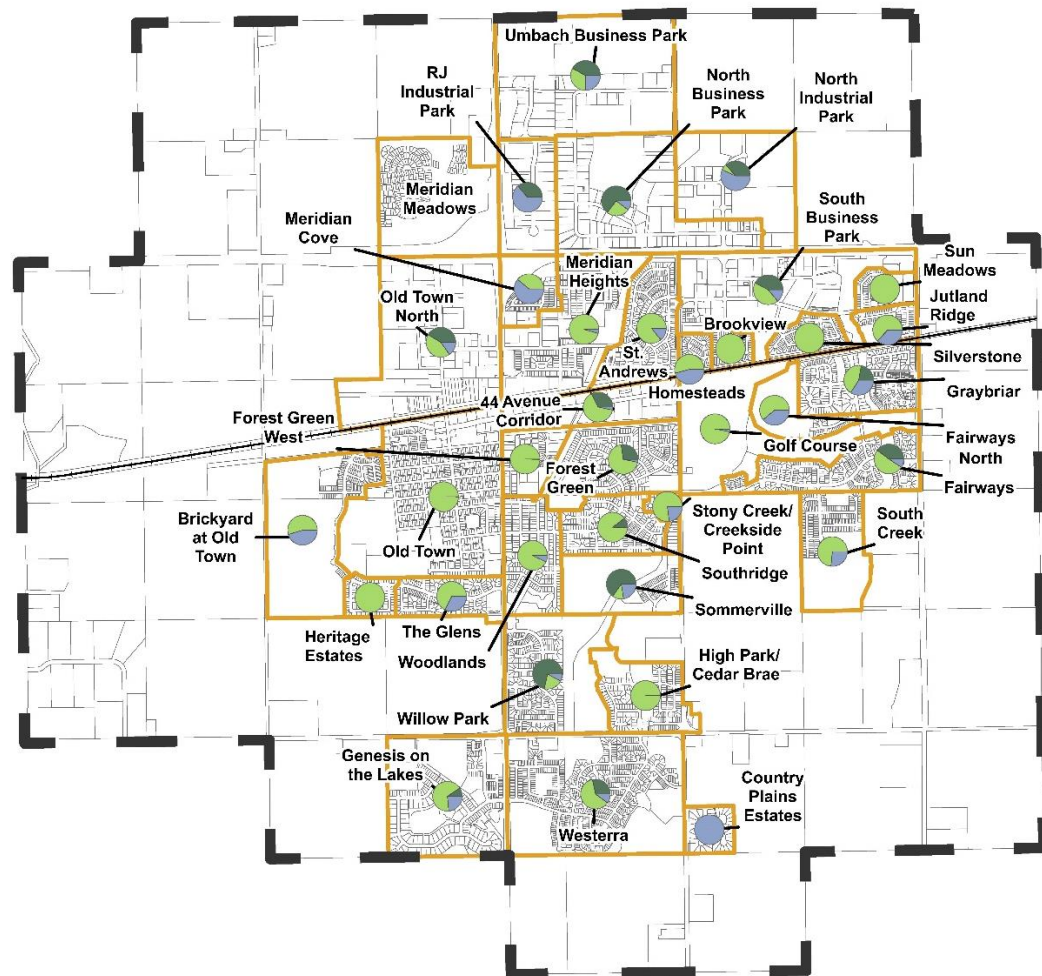 Umbach Business Park
RJ
Industrial
Park
North
Business
Park
North
Industrial
Park
Meridian
Meadows
South
Business
Park
Meridian
Cove
Sun
Meadows
Meridian
Heights
Old Town
North
Jutland
Ridge
Brookview
St.
Andrews
Silverstone
Homesteads
Graybriar
44 Avenue
Corridor
Forest Green
West
Golf Course
Fairways
North
Forest
Green
Fairways
Brickyard
at Old
Town
Old Town
Stony Creek/
Creekside
Point
South
Creek
Southridge
Sommerville
Heritage
Estates
The Glens
Woodlands
High Park/
Cedar Brae
Willow Park
Genesis on
the Lakes
Country
Plains
Estates
Westerra